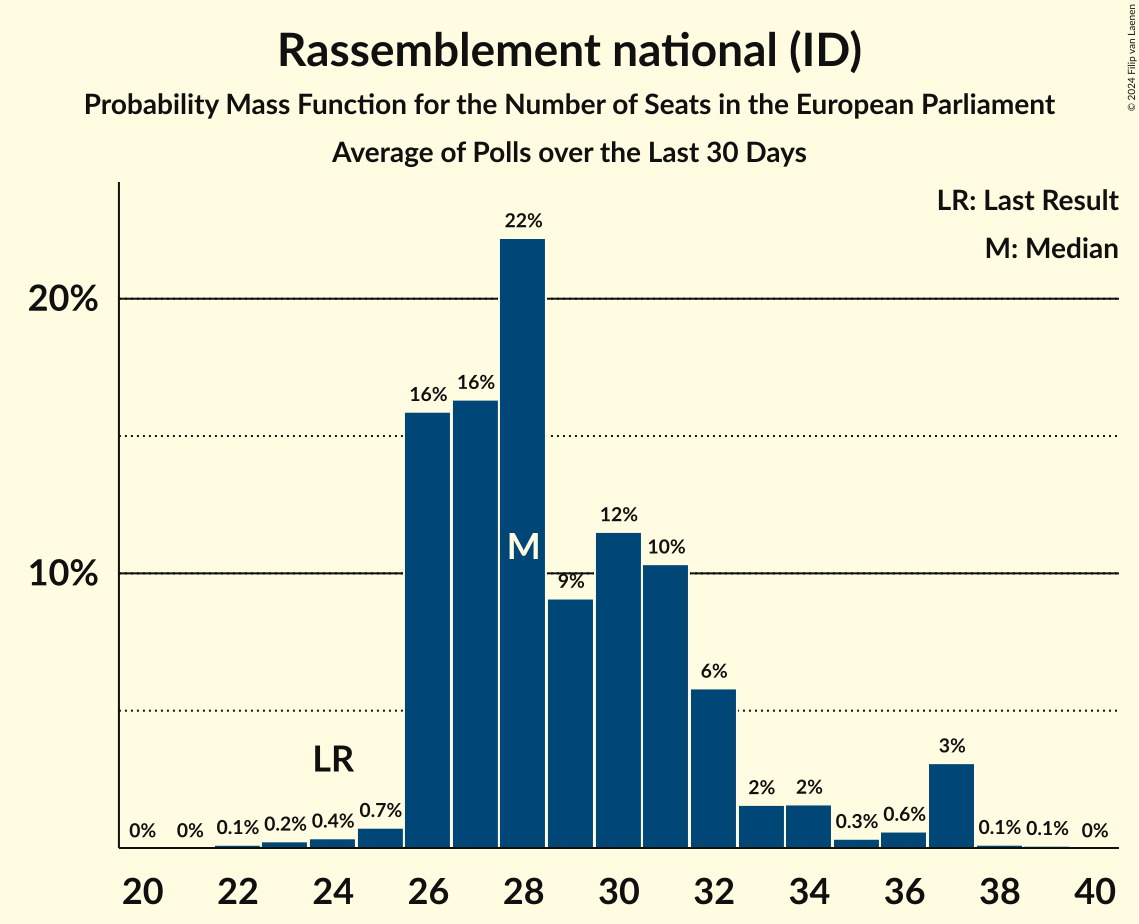 © 2024 Filip van Laenen
Rassemblement national (ID)
Probability Mass Function for the Number of Seats in the European Parliament
Average of Polls over the Last 30 Days
LR: Last Result
M: Median
20%
10%
0% 0% 0.1% 0.2% 0.4% 0.7% 16% 16% 22% 9% 12% 10% 6% 2% 2% 0.3% 0.6% 3% 0.1% 0.1% 0%
LR
M
20 22 24 26 28 30 32 34 36 38 40